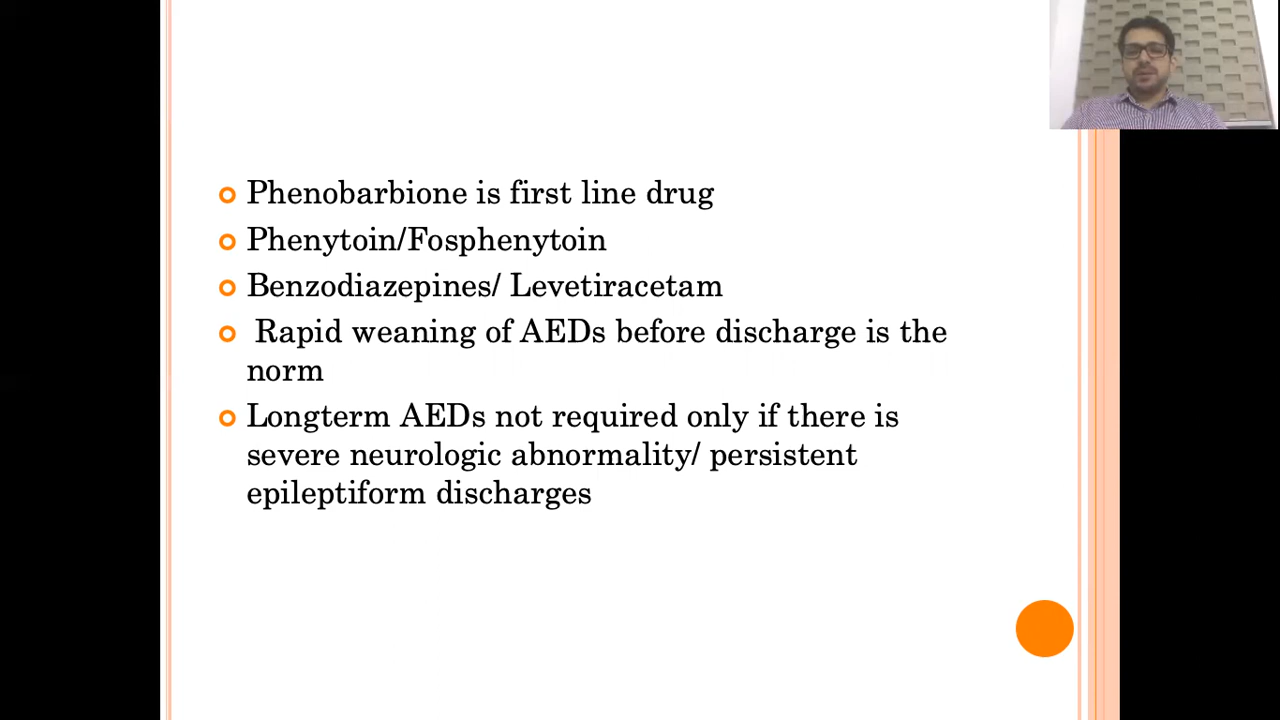 Phenobarbione is first line drug
Phenytoin/Fosphenytoin
Benzodiazepines/ Levetiracetam
Rapid weaning of AEDs before discharge is the
norm
Longterm AEDs not required only if there is
severe neurologic abnormality/ persistent
epileptiform discharges